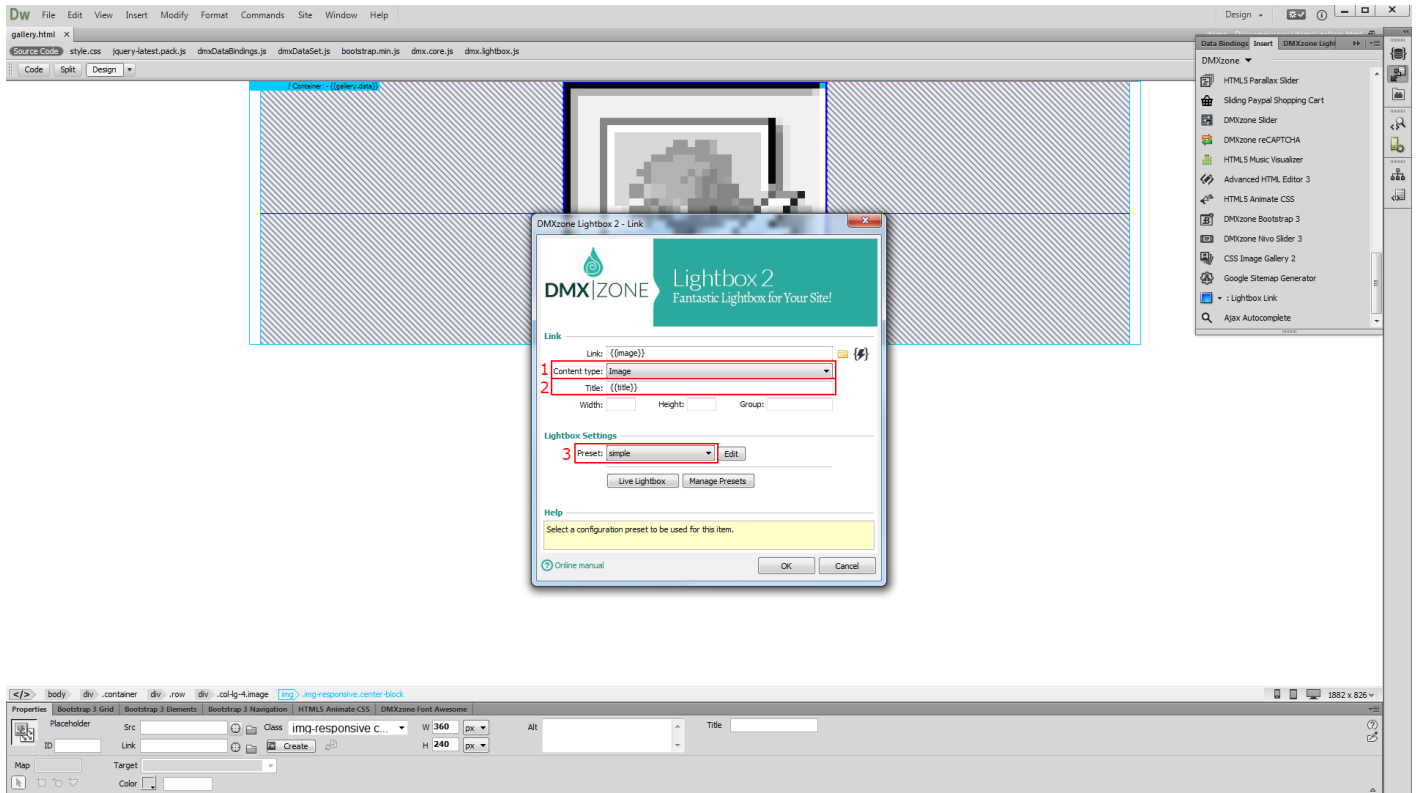 Dw File Edit View Insert Modify Format Commands Site Window Help
Design
gallery.html ×
Source Code style.css jquery-latest.pack.js dmxDataBindings.js dmxDataSet.js bootstrap.min.js dmx.core.js dmx.lightbox.js
Code Split Design
/ Container: - {{gallery.data}}
Data Bindings Insert DMXzone Light
DMXzone
HTML5 Parallax Slider
Sliding Paypal Shopping Cart
DMXzone Slider
DMXzone reCAPTCHA
HTML5 Music Visualizer
Advanced HTML Editor 3
HTML5 Animate CSS
DMXzone Bootstrap 3
DMXzone Nivo Slider 3
CSS Image Gallery 2
Google Sitemap Generator
: Lightbox Link
Ajax Autocomplete
DMXzone Lightbox 2 - Link
DMX|ZONE
Lightbox 2
Fantastic Lightbox for Your Site!
Link
Link: {{image}}
1 Content type: Image
2 Title: {{title}}
Width: Height: Group:
Lightbox Settings
3 Preset: simple Edit
Live Lightbox Manage Presets
Help
Select a configuration preset to be used for this item.
Online manual OK Cancel
</> body div .container div .row div .col-lg-4.image img .img-responsive.center-block
1882 x 826
Properties Bootstrap 3 Grid Bootstrap 3 Elements Bootstrap 3 Navigation HTML5 Animate CSS DMXzone Font Awesome
Placeholder Src Class img-responsive c... W 360 px Alt Title
ID Link Create H 240 px
Map Target
Color